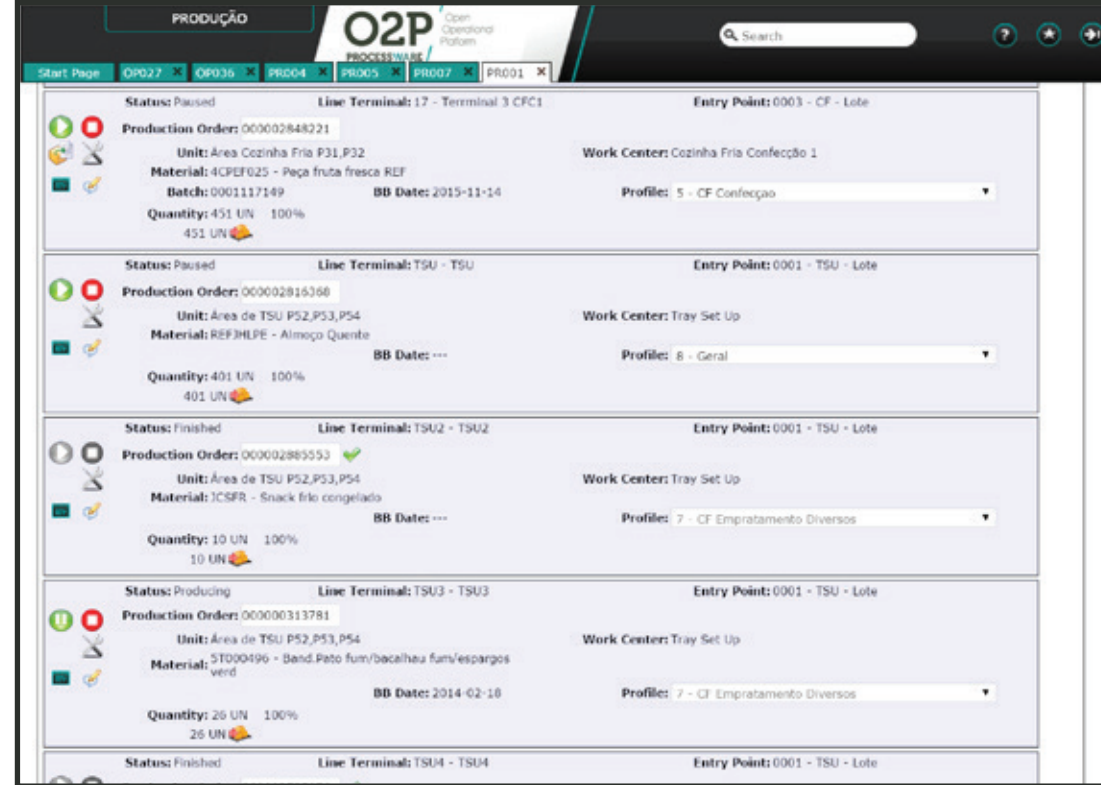 PRODUÇÃO
O2P Open Operational Platform
PROCESSWARE
Search
Start Page OP027 OP036 PR004 PR005 PR007 PR001
Status: Paused Line Terminal: 17 - Terrminal 3 CFC1 Entry Point: 0003 - CF - Lote
Production Order: 000002848221
Unit: Área Cozinha Fria P31,P32 Work Center: Cozinha Fria Confecção 1
Material: 4CPEF025 - Peça fruta fresca REF
Batch: 0001117149 BB Date: 2015-11-14 Profile: 5 - CF Confecçao
Quantity: 451 UN 100%
451 UN
Status: Paused Line Terminal: TSU - TSU Entry Point: 0001 - TSU - Lote
Production Order: 000002816368
Unit: Área de TSU P52,P53,P54 Work Center: Tray Set Up
Material: REFJHLPE - Almoço Quente
BB Date: --- Profile: 8 - Geral
Quantity: 401 UN 100%
401 UN
Status: Finished Line Terminal: TSU2 - TSU2 Entry Point: 0001 - TSU - Lote
Production Order: 000002885553
Unit: Área de TSU P52,P53,P54 Work Center: Tray Set Up
Material: JCSFR - Snack frio congelado
BB Date: --- Profile: 7 - CF Empratamento Diversos
Quantity: 10 UN 100%
10 UN
Status: Producing Line Terminal: TSU3 - TSU3 Entry Point: 0001 - TSU - Lote
Production Order: 000000313781
Unit: Área de TSU P52,P53,P54 Work Center: Tray Set Up
Material: 5T000496 - Band.Pato fum/bacalhau fum/espargos
verd
BB Date: 2014-02-18 Profile: 7 - CF Empratamento Diversos
Quantity: 26 UN 100%
26 UN
Status: Finished Line Terminal: TSU4 - TSU4 Entry Point: 0001 - TSU - Lote